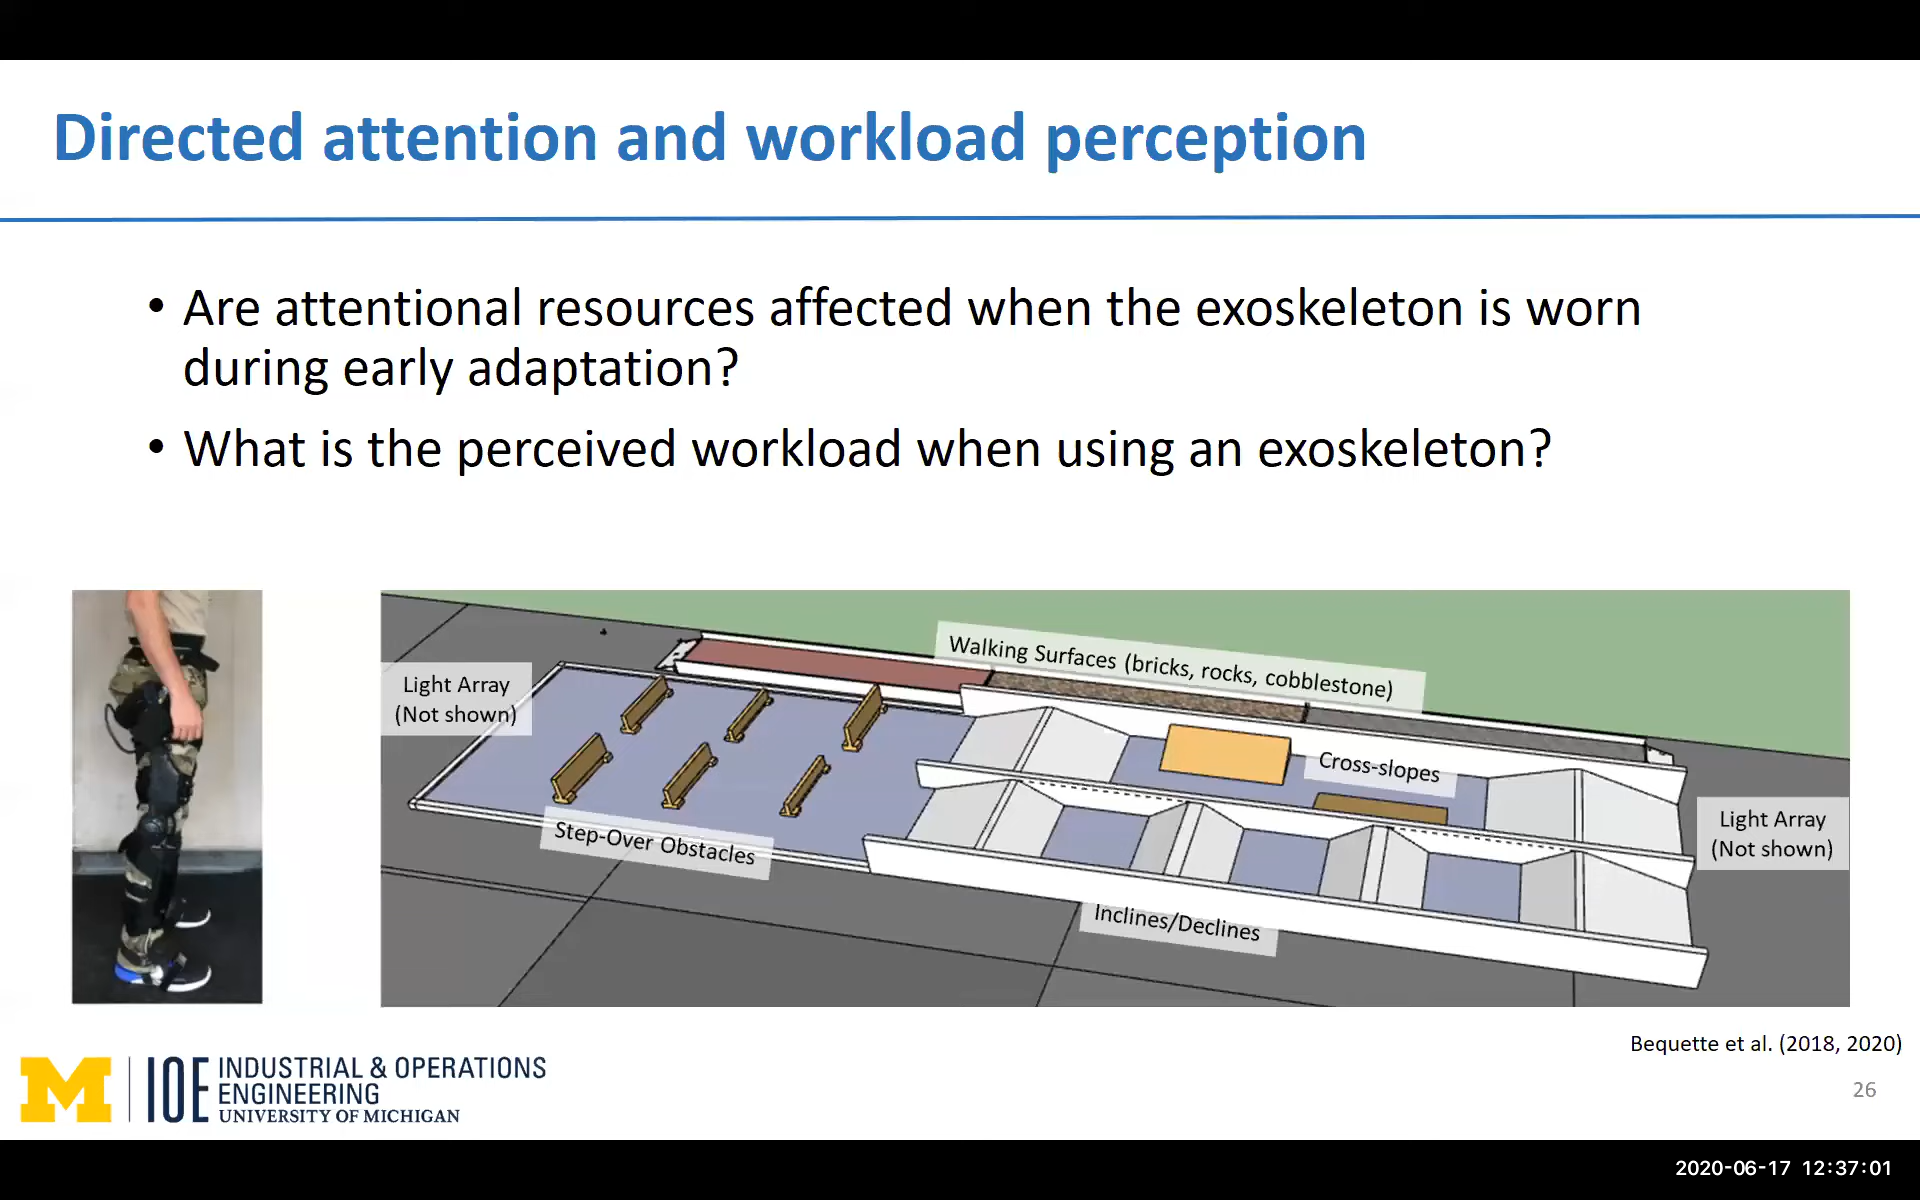 Directed attention and workload perception
• Are attentional resources affected when the exoskeleton is worn
during early adaptation?
• What is the perceived workload when using an exoskeleton?
Light Array
(Not shown)
Walking Surfaces (bricks, rocks, cobblestone)
Cross-slopes
Step-Over Obstacles
Light Array
(Not shown)
Inclines/Declines
Bequette et al. (2018, 2020)
M
IOE
INDUSTRIAL & OPERATIONS
ENGINEERING
UNIVERSITY OF MICHIGAN
26
2020-06-17 12:37:01